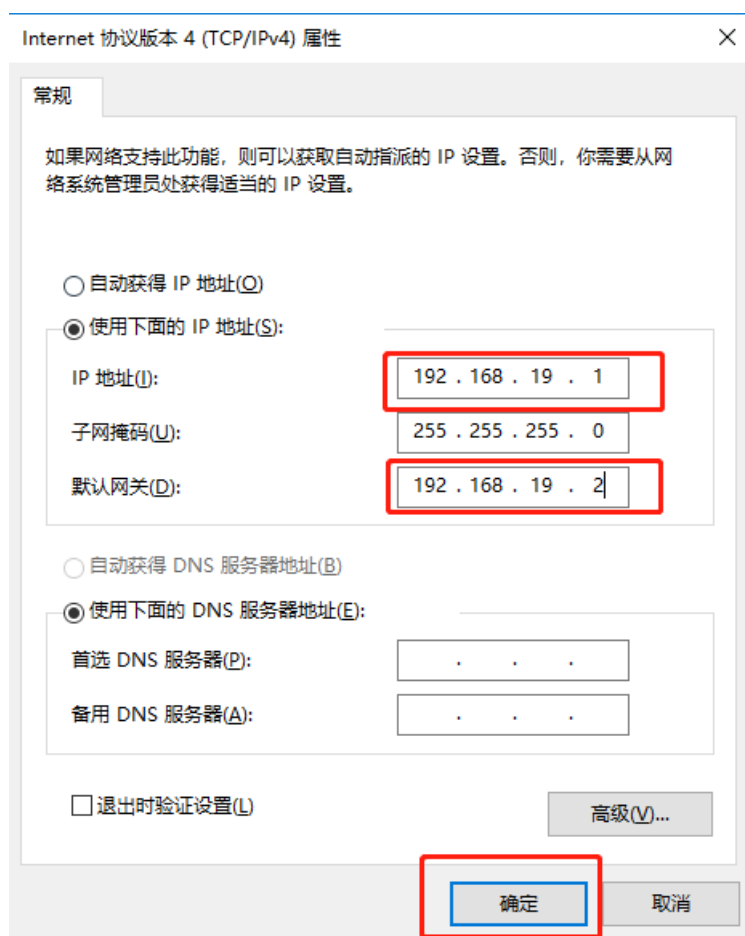 Internet 协议版本 4 (TCP/IPv4) 属性
常规
如果网络支持此功能，则可以获取自动指派的 IP 设置。否则，你需要从网
络系统管理员处获得适当的 IP 设置。
自动获得 IP 地址(O)
使用下面的 IP 地址(S):
IP 地址(I): 192 . 168 . 19 . 1
子网掩码(U): 255 . 255 . 255 . 0
默认网关(D): 192 . 168 . 19 . 2
自动获得 DNS 服务器地址(B)
使用下面的 DNS 服务器地址(E):
首选 DNS 服务器(P): . . .
备用 DNS 服务器(A): . . .
退出时验证设置(L)
高级(V)...
确定 取消